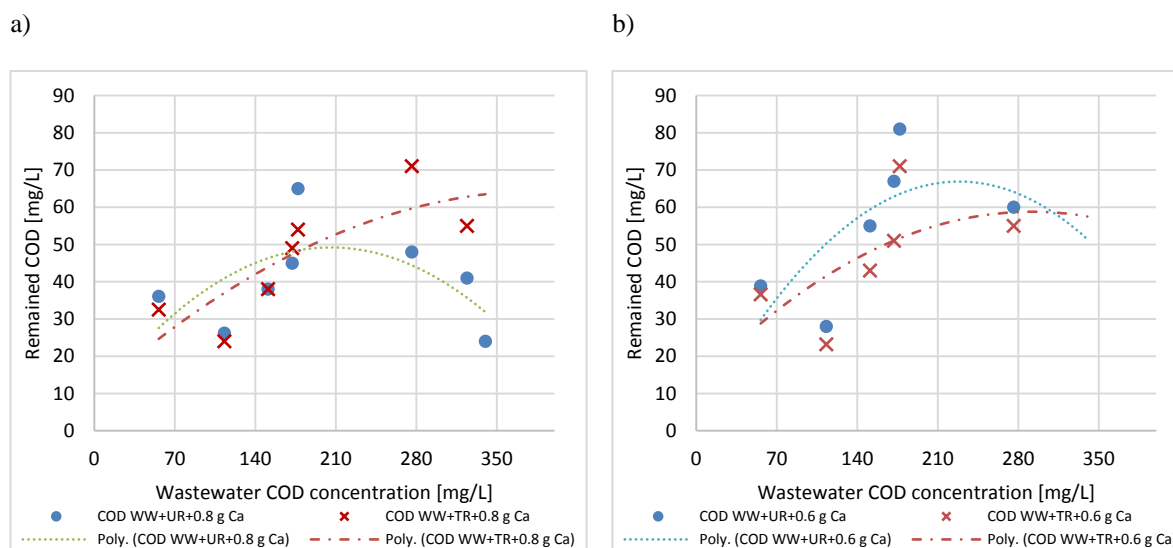 a)
b)
90
80
70
60
50
40
30
20
10
0
Remained COD [mg/L]
0 70 140 210 280 350
Wastewater COD concentration [mg/L]
COD WW+UR+0.8 g Ca COD WW+TR+0.8 g Ca
Poly. (COD WW+UR+0.8 g Ca) Poly. (COD WW+TR+0.8 g Ca)
90
80
70
60
50
40
30
20
10
0
Remained COD [mg/L]
0 70 140 210 280 350
Wastewater COD concentration [mg/L]
COD WW+UR+0.6 g Ca COD WW+TR+0.6 g Ca
Poly. (COD WW+UR+0.6 g Ca) Poly. (COD WW+TR+0.6 g Ca)